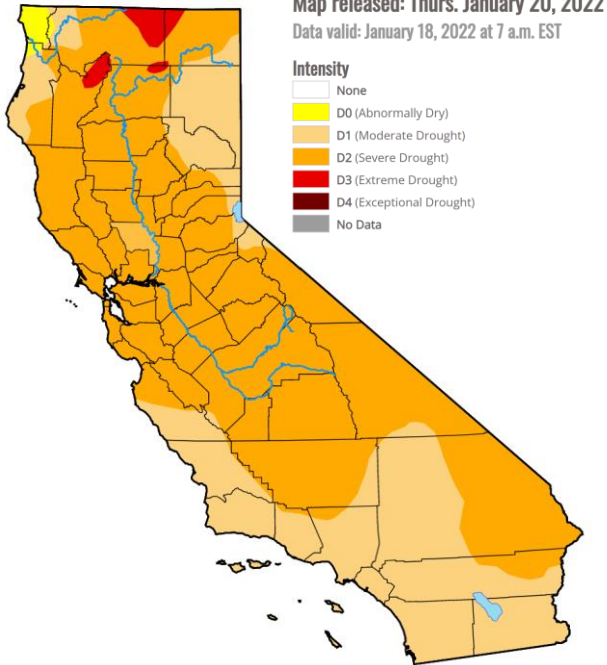 Map released: Thurs. January 20, 2022
Data valid: January 18, 2022 at 7 a.m. EST
Intensity
None
D0 (Abnormally Dry)
D1 (Moderate Drought)
D2 (Severe Drought)
D3 (Extreme Drought)
D4 (Exceptional Drought)
No Data